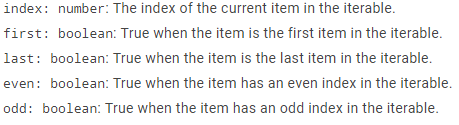 index: number: The index of the current item in the iterable.
first: boolean: True when the item is the first item in the iterable.
last: boolean: True when the item is the last item in the iterable.
even: boolean: True when the item has an even index in the iterable.
odd: boolean: True when the item has an odd index in the iterable.